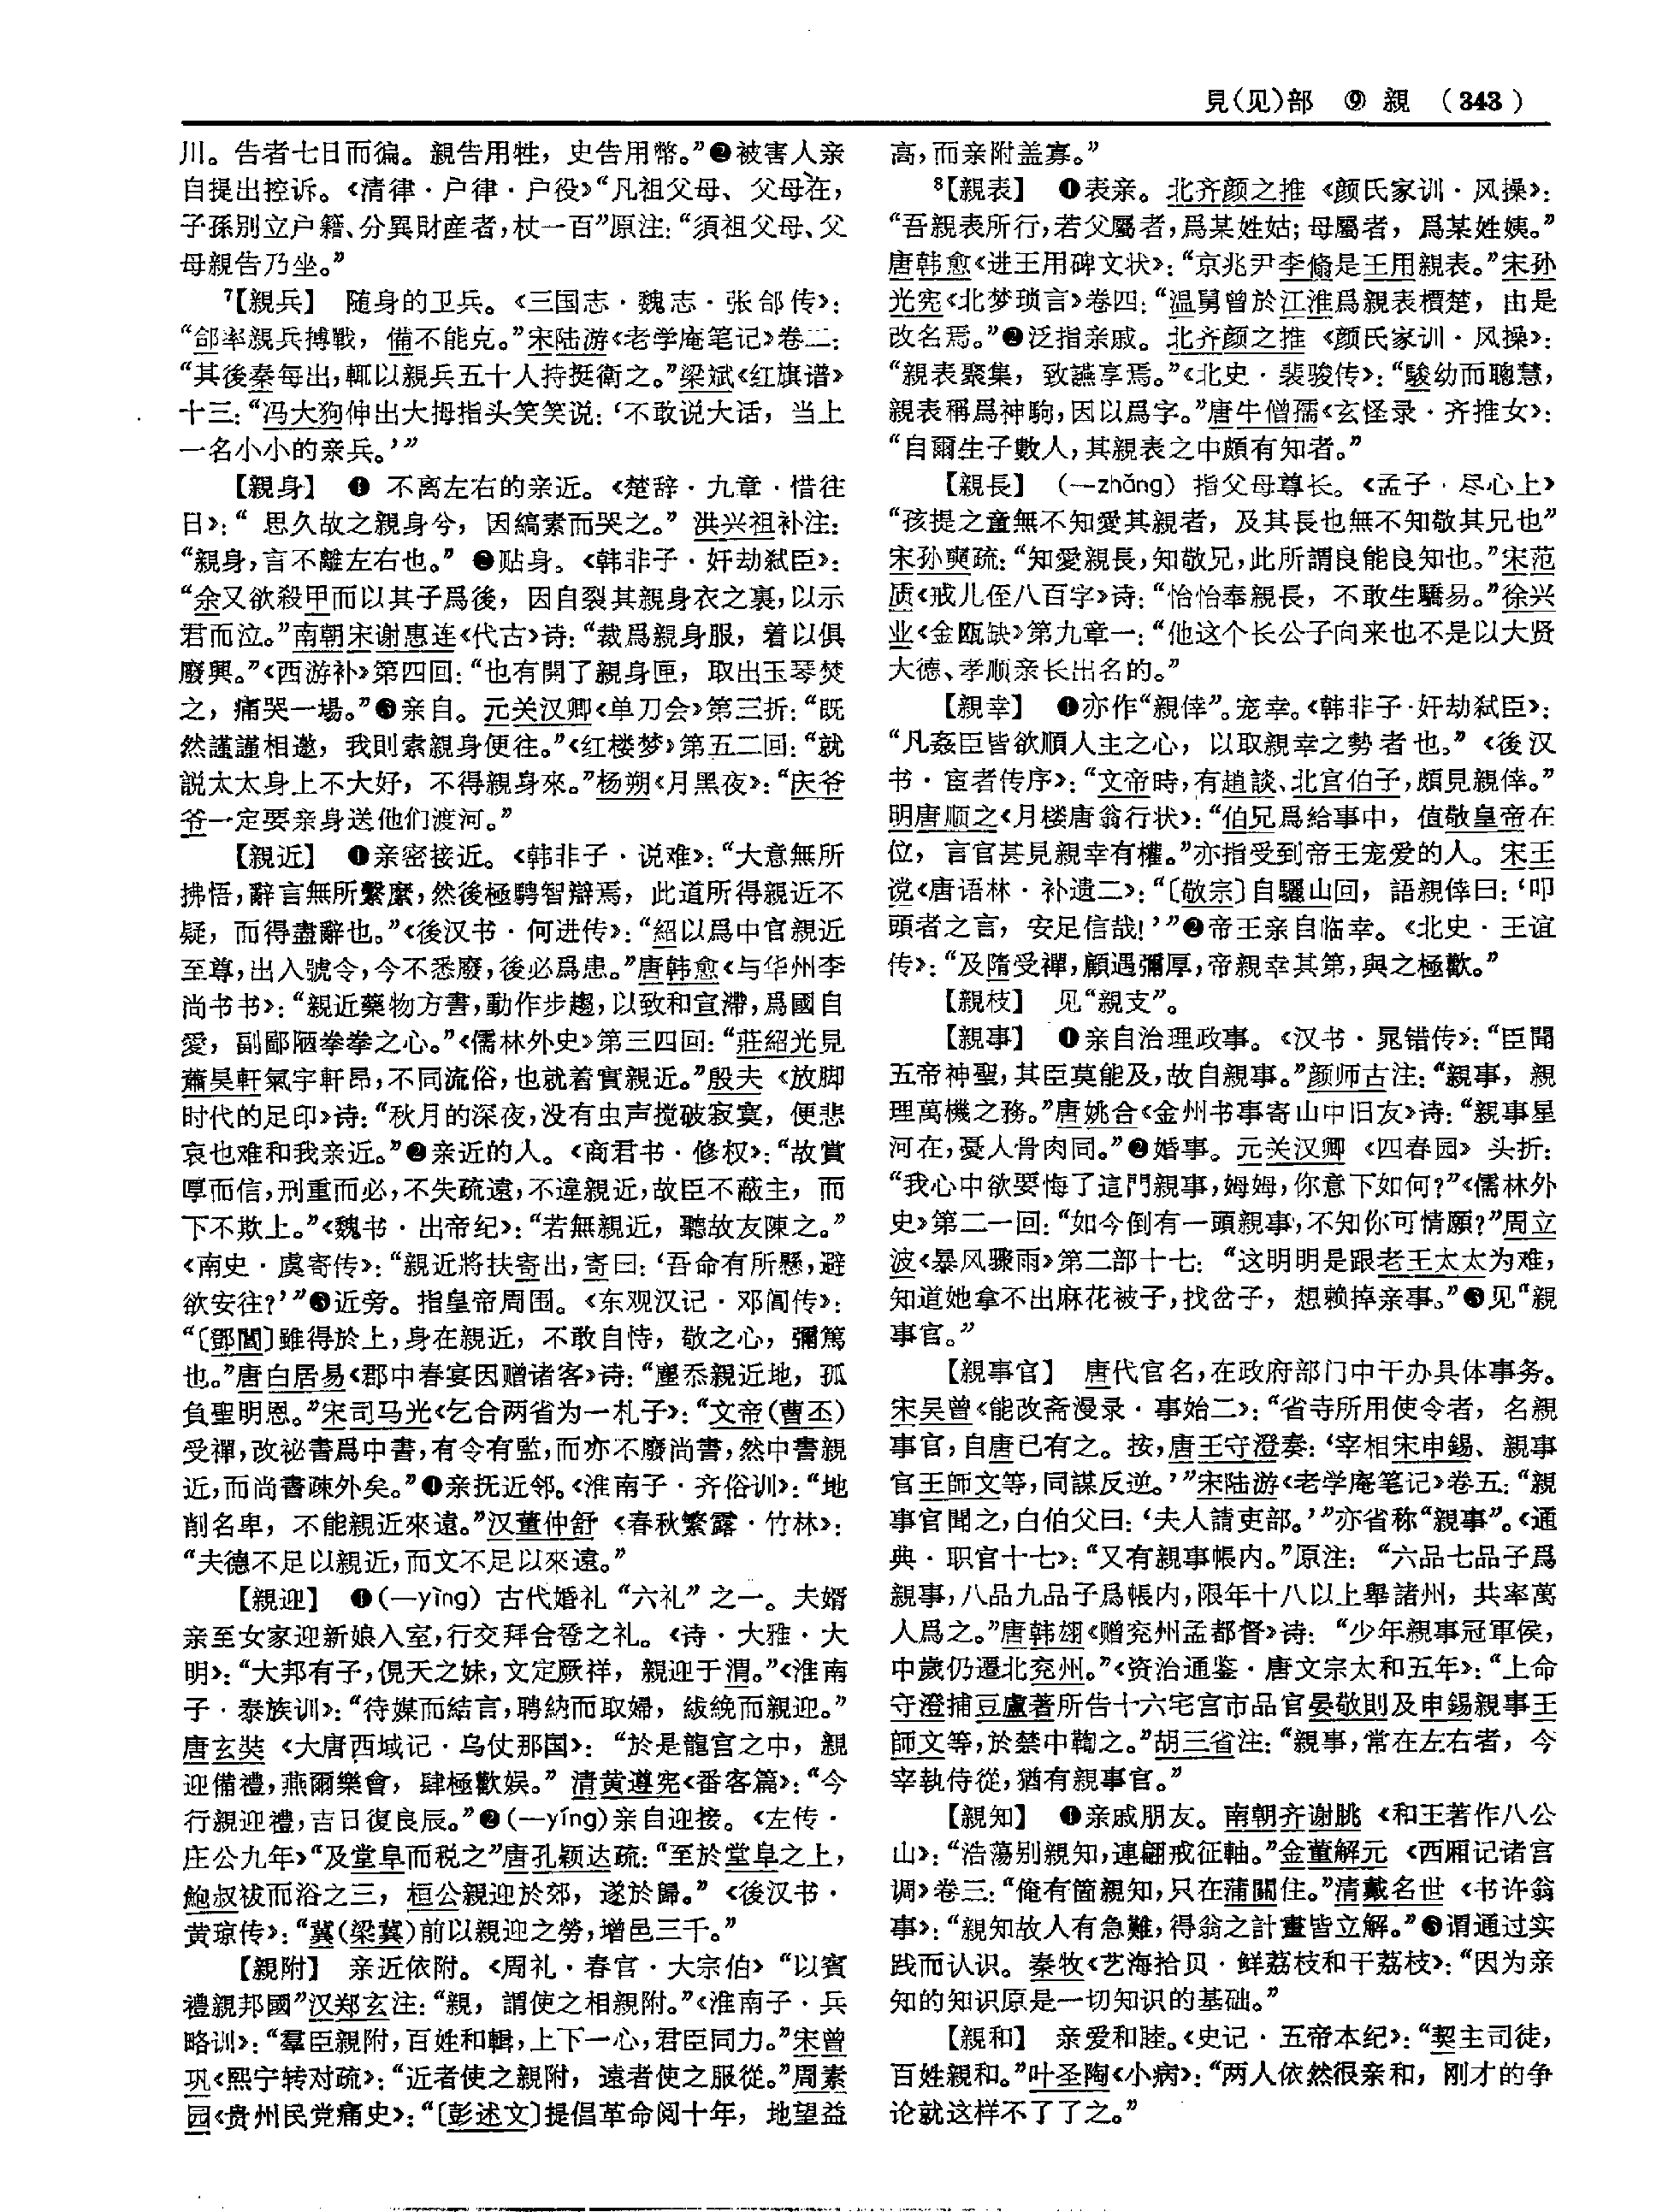 見(见)部 ⑨ 親 (343)
川。告者七日而徧。親告用牲，史告用幣。”❷被害人亲
自提出控诉。《清律·户律·户役》“凡祖父母、父母在，
子孫别立户籍、分異財産者，杖一百”原注：“須祖父母、父
母親告乃坐。”
⁷【親兵】 随身的卫兵。《三国志·魏志·张郃传》：
“郃率親兵搏戰，備不能克。”宋陆游《老学庵笔记》卷二：
“其後秦每出，輒以親兵五十人持挺衛之。”梁斌《红旗谱》
十三：“冯大狗伸出大拇指头笑笑说：‘不敢说大话，当上
一名小小的亲兵。’”
【親身】 ❶ 不离左右的亲近。《楚辞·九章·惜往
日》：“思久故之親身兮，因縞素而哭之。”洪兴祖补注：
“親身，言不離左右也。”❷贴身。《韩非子·奸劫弑臣》：
“余又欲殺甲而以其子爲後，因自裂其親身衣之裏，以示
君而泣。”南朝宋谢惠连《代古》诗：“裁爲親身服，着以俱
廢興。”《西游补》第四回：“也有開了親身匣，取出玉琴焚
之，痛哭一場。”❸亲自。元关汉卿《单刀会》第三折：“既
然謹謹相邀，我則索親身便往。”《红楼梦》第五二回：“就
説太太身上不大好，不得親身來。”杨朔《月黑夜》：“庆爷
爷一定要亲身送他们渡河。”
【親近】 ❶亲密接近。《韩非子·说难》：“大意無所
拂悟，辭言無所繫縻，然後極騁智辯焉，此道所得親近不
疑，而得盡辭也。”《後汉书·何进传》：“紹以爲中官親近
至尊，出入號令，今不悉廢，後必爲患。”唐韩愈《与华州李
尚书书》：“親近藥物方書，動作步趨，以致和宣滯，爲國自
愛，副鄙陋拳拳之心。”《儒林外史》第三四回：“莊紹光見
蕭昊軒氣宇軒昂，不同流俗，也就着實親近。”殷夫《放脚
时代的足印》诗：“秋月的深夜，没有虫声搅破寂寞，便悲
哀也难和我亲近。”❷亲近的人。《商君书·修权》：“故賞
厚而信，刑重而必，不失疏遠，不違親近，故臣不蔽主，而
下不欺上。”《魏书·出帝纪》：“若無親近，聽故友陳之。”
《南史·虞寄传》：“親近將扶寄出，寄曰：‘吾命有所懸，避
欲安往？’”❸近旁。指皇帝周围。《东观汉记·邓阊传》：
“〔鄧閶〕雖得於上，身在親近，不敢自恃，敬之心，彌篤
也。”唐白居易《郡中春宴因赠诸客》诗：“塵忝親近地，孤
負聖明恩。”宋司马光《乞合两省为一札子》：“文帝(曹丕)
受禪，改祕書爲中書，有令有監，而亦不廢尚書，然中書親
近，而尚書疎外矣。”❹亲抚近邻。《淮南子·齐俗训》：“地
削名卑，不能親近來遠。”汉董仲舒《春秋繁露·竹林》：
“夫德不足以親近，而文不足以來遠。”
【親迎】 ❶(—yìng) 古代婚礼“六礼”之一。夫婿
亲至女家迎新娘入室，行交拜合卺之礼。《诗·大雅·大
明》：“大邦有子，俔天之妹，文定厥祥，親迎于渭。”《淮南
子·泰族训》：“待媒而結言，聘納而取婦，紱絻而親迎。”
唐玄奘《大唐西域记·乌仗那国》：“於是龍宫之中，親
迎備禮，燕爾樂會，肆極歡娱。”清黄遵宪《番客篇》：“今
行親迎禮，吉日復良辰。”❷(—yíng)亲自迎接。《左传·
庄公九年》“及堂阜而税之”唐孔颖达疏：“至於堂阜之上，
鮑叔祓而浴之三，桓公親迎於郊，遂於歸。”《後汉书·
黄琼传》：“冀(梁冀)前以親迎之勞，增邑三千。”
【親附】 亲近依附。《周礼·春官·大宗伯》“以賓
禮親邦國”汉郑玄注：“親，謂使之相親附。”《淮南子·兵
略训》：“羣臣親附，百姓和輯，上下一心，君臣同力。”宋曾
巩《熙宁转对疏》：“近者使之親附，遠者使之服從。”周素
园《贵州民党痛史》：“〔彭述文〕提倡革命阅十年，地望益
高，而亲附盖寡。”
⁸【親表】 ❶表亲。北齐颜之推《颜氏家训·风操》：
“吾親表所行，若父屬者，爲某姓姑；母屬者，爲某姓姨。”
唐韩愈《进王用碑文状》：“京兆尹李翛是王用親表。”宋孙
光宪《北梦琐言》卷四：“温舅曾於江淮爲親表檟楚，由是
改名焉。”❷泛指亲戚。北齐颜之推《颜氏家训·风操》：
“親表聚集，致讌享焉。”《北史·裴骏传》：“駿幼而聰慧，
親表稱爲神駒，因以爲字。”唐牛僧孺《玄怪录·齐推女》：
“自爾生子數人，其親表之中頗有知者。”
【親長】 (—zhǎng) 指父母尊长。《孟子·尽心上》
“孩提之童無不知愛其親者，及其長也無不知敬其兄也”
宋孙奭疏：“知愛親長，知敬兄，此所謂良能良知也。”宋范
质《戒儿侄八百字》诗：“怡怡奉親長，不敢生驕易。”徐兴
业《金瓯缺》第九章一：“他这个长公子向来也不是以大贤
大德、孝顺亲长出名的。”
【親幸】 ❶亦作“親倖”。宠幸。《韩非子·奸劫弑臣》：
“凡姦臣皆欲順人主之心，以取親幸之勢者也。”《後汉
书·宦者传序》：“文帝時，有趙談、北宫伯子，頗見親倖。”
明唐顺之《月楼唐翁行状》：“伯兄爲給事中，值敬皇帝在
位，言官甚見親幸有權。”亦指受到帝王宠爱的人。宋王
谠《唐语林·补遗二》：“〔敬宗〕自驪山回，語親倖曰：‘叩
頭者之言，安足信哉！’”❷帝王亲自临幸。《北史·王谊
传》：“及隋受禪，顧遇彌厚，帝親幸其第，與之極歡。”
【親枝】 见“親支”。
【親事】 ❶亲自治理政事。《汉书·晁错传》：“臣聞
五帝神聖，其臣莫能及，故自親事。”颜师古注：“親事，親
理萬機之務。”唐姚合《金州书事寄山中旧友》诗：“親事星
河在，憂人骨肉同。”❷婚事。元关汉卿《四春园》头折：
“我心中欲要悔了這門親事，姆姆，你意下如何？”《儒林外
史》第二一回：“如今倒有一頭親事，不知你可情願？”周立
波《暴风骤雨》第二部十七：“这明明是跟老王太太为难，
知道她拿不出麻花被子，找岔子，想赖掉亲事。”❸见“親
事官。”
【親事官】 唐代官名，在政府部门中干办具体事务。
宋吴曾《能改斋漫录·事始二》：“省寺所用使令者，名親
事官，自唐已有之。按，唐王守澄奏：‘宰相宋申錫、親事
官王師文等，同謀反逆。’”宋陆游《老学庵笔记》卷五：“親
事官聞之，白伯父曰：‘夫人請吏部。’”亦省称“親事”。《通
典·职官十七》：“又有親事帳内。”原注：“六品七品子爲
親事，八品九品子爲帳内，限年十八以上舉諸州，共率萬
人爲之。”唐韩翃《赠兖州孟都督》诗：“少年親事冠軍侯，
中歲仍遷北兖州。”《资治通鉴·唐文宗太和五年》：“上命
守澄捕豆盧著所告十六宅宫市品官晏敬則及申錫親事王
師文等，於禁中鞫之。”胡三省注：“親事，常在左右者，今
宰執侍從，猶有親事官。”
【親知】 ❶亲戚朋友。南朝齐谢朓《和王著作八公
山》：“浩蕩别親知，連翩戒征軸。”金董解元《西厢记诸宫
调》卷三：“俺有箇親知，只在蒲關住。”清戴名世《书许翁
事》：“親知故人有急難，得翁之計畫皆立解。”❸谓通过实
践而认识。秦牧《艺海拾贝·鲜荔枝和干荔枝》：“因为亲
知的知识原是一切知识的基础。”
【親和】 亲爱和睦。《史记·五帝本纪》：“契主司徒，
百姓親和。”叶圣陶《小病》：“两人依然很亲和，刚才的争
论就这样不了了之。”